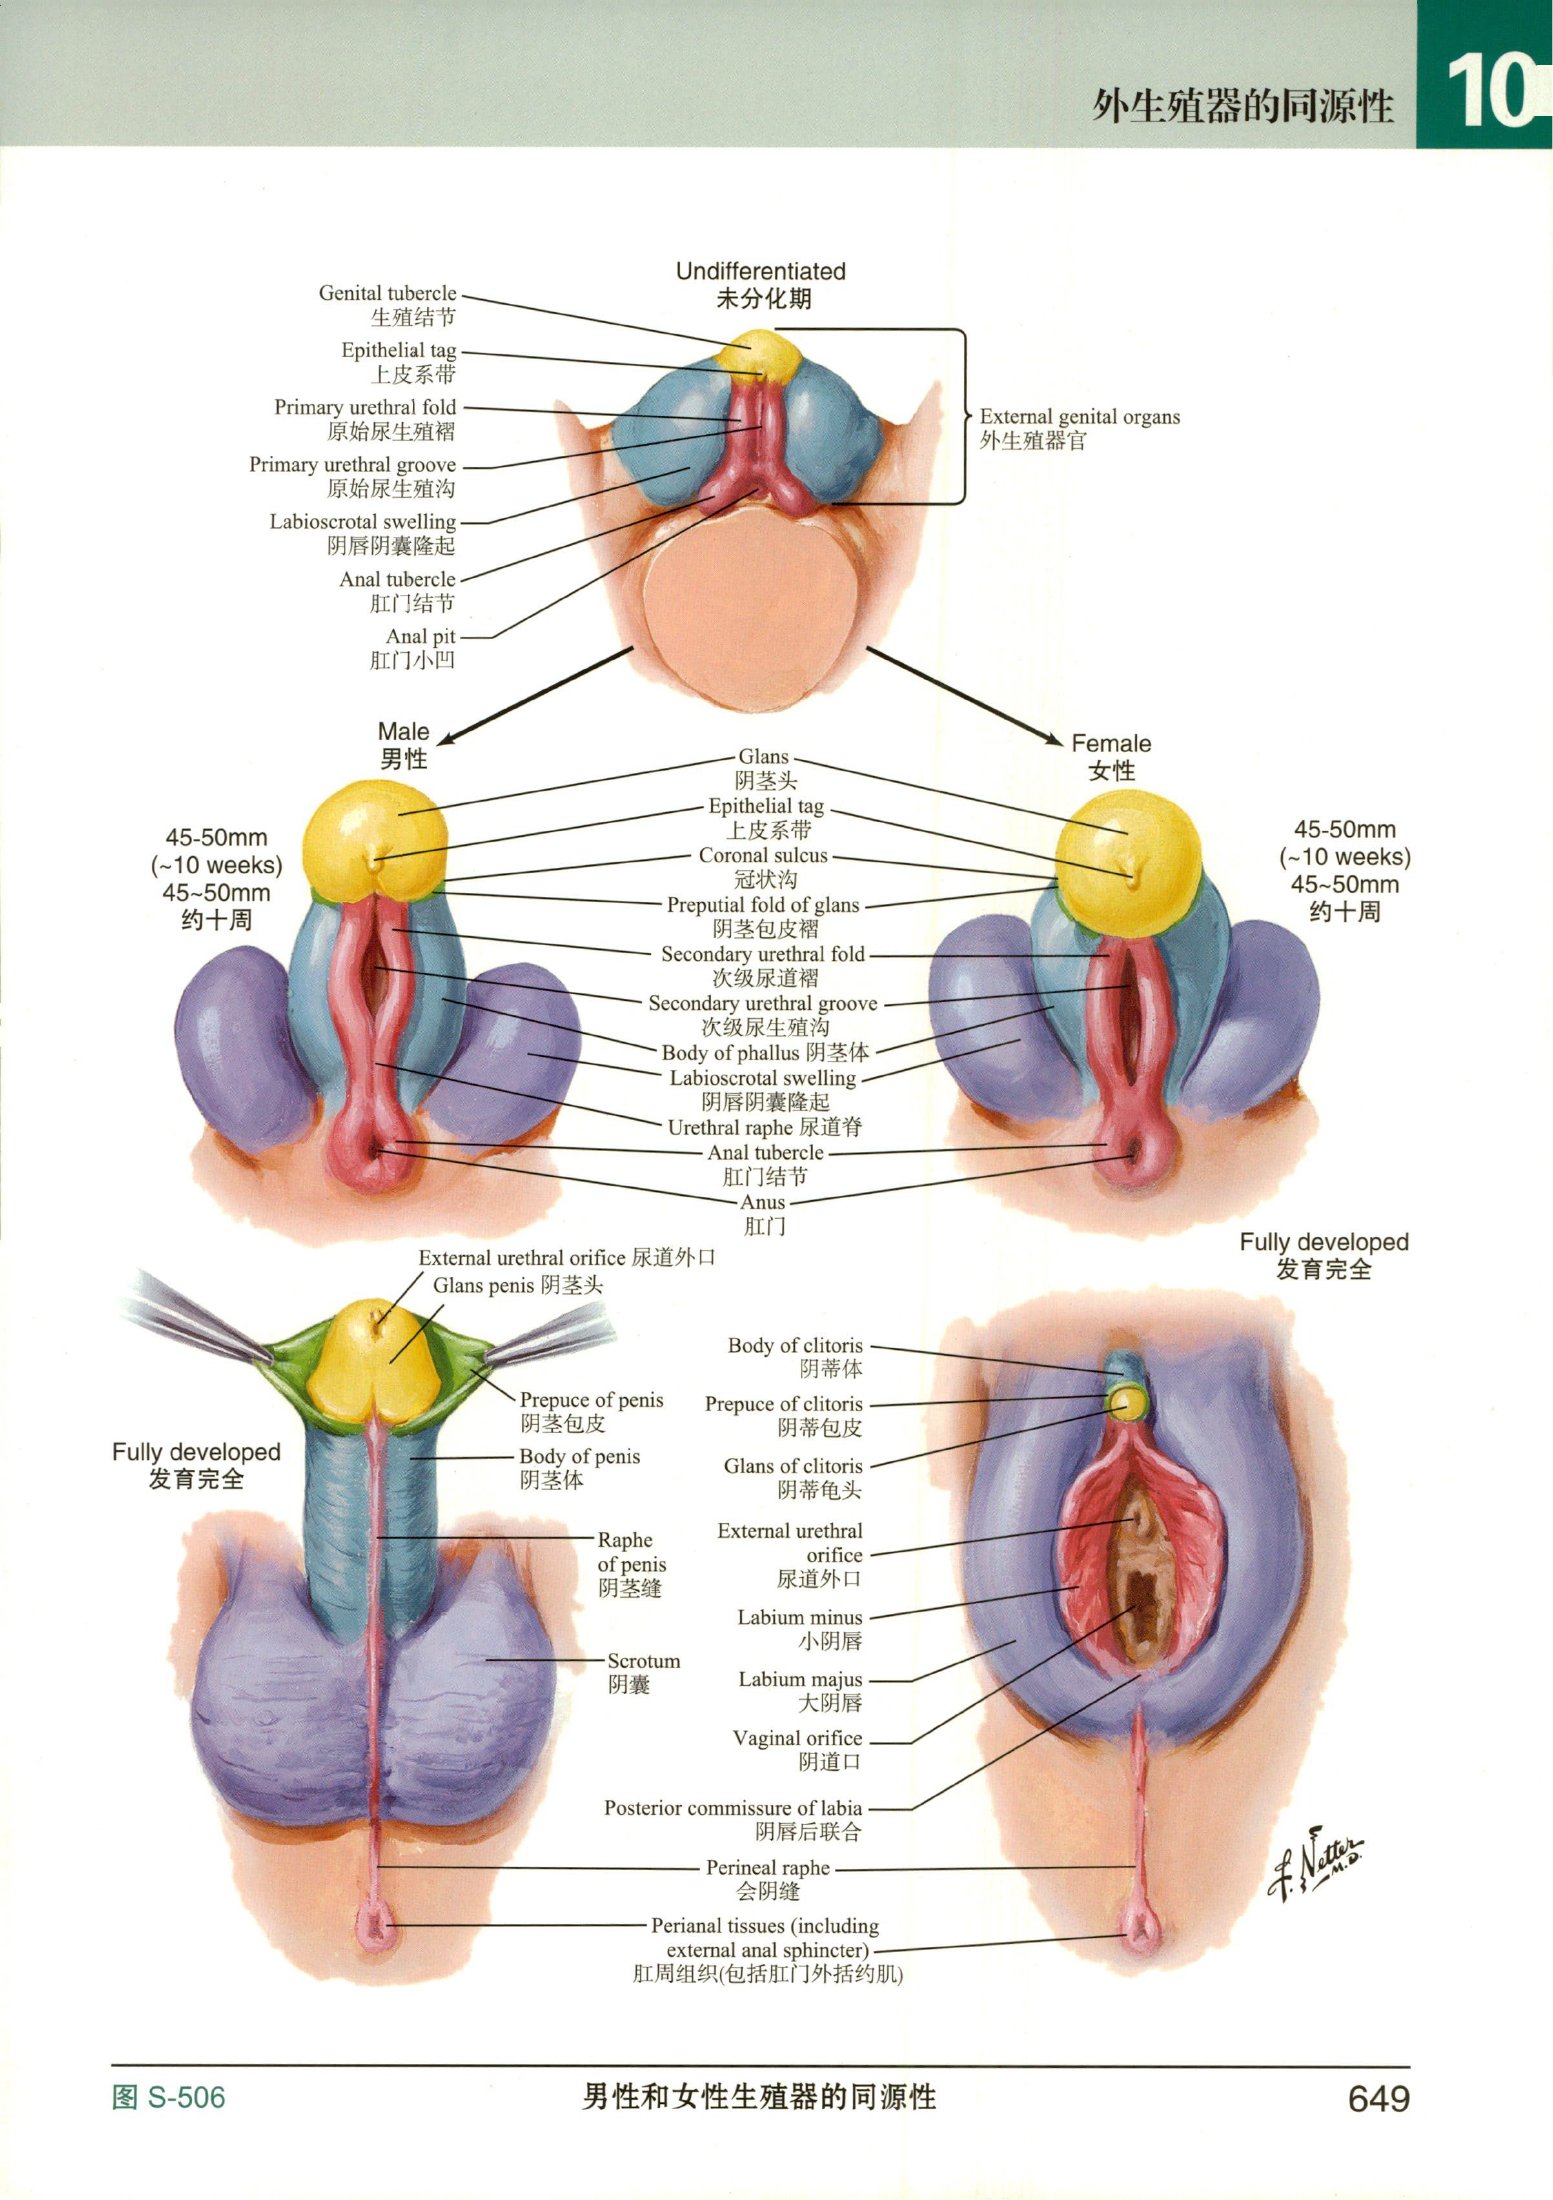 外生殖器的同源性
10
Undifferentiated
未分化期
Genital tubercle
生殖结节
Epithelial tag
上皮系带
Primary urethral fold
原始尿生殖褶
Primary urethral groove
原始尿生殖沟
Labioscrotal swelling
阴唇阴囊隆起
Anal tubercle
肛门结节
Anal pit
肛门小凹
External genital organs
外生殖器官
Male
男性
Female
女性
45-50mm
(~10 weeks)
45~50mm
约十周
Glans
阴茎头
Epithelial tag
上皮系带
Coronal sulcus
冠状沟
Preputial fold of glans
阴茎包皮褶
Secondary urethral fold
次级尿道褶
Secondary urethral groove
次级尿生殖沟
Body of phallus 阴茎体
Labioscrotal swelling
阴唇阴囊隆起
Urethral raphe 尿道脊
Anal tubercle
肛门结节
Anus
肛门
45-50mm
(~10 weeks)
45~50mm
约十周
External urethral orifice 尿道外口
Glans penis 阴茎头
Prepuce of penis
阴茎包皮
Body of penis
阴茎体
Fully developed
发育完全
Raphe
of penis
阴茎缝
Scrotum
阴囊
Fully developed
发育完全
Body of clitoris
阴蒂体
Prepuce of clitoris
阴蒂包皮
Glans of clitoris
阴蒂龟头
External urethral
orifice
尿道外口
Labium minus
小阴唇
Labium majus
大阴唇
Vaginal orifice
阴道口
Posterior commissure of labia
阴唇后联合
Perineal raphe
会阴缝
Perianal tissues (including
external anal sphincter)
肛周组织(包括肛门外括约肌)
F. Netter
M.D.
图 S-506
男性和女性生殖器的同源性
649